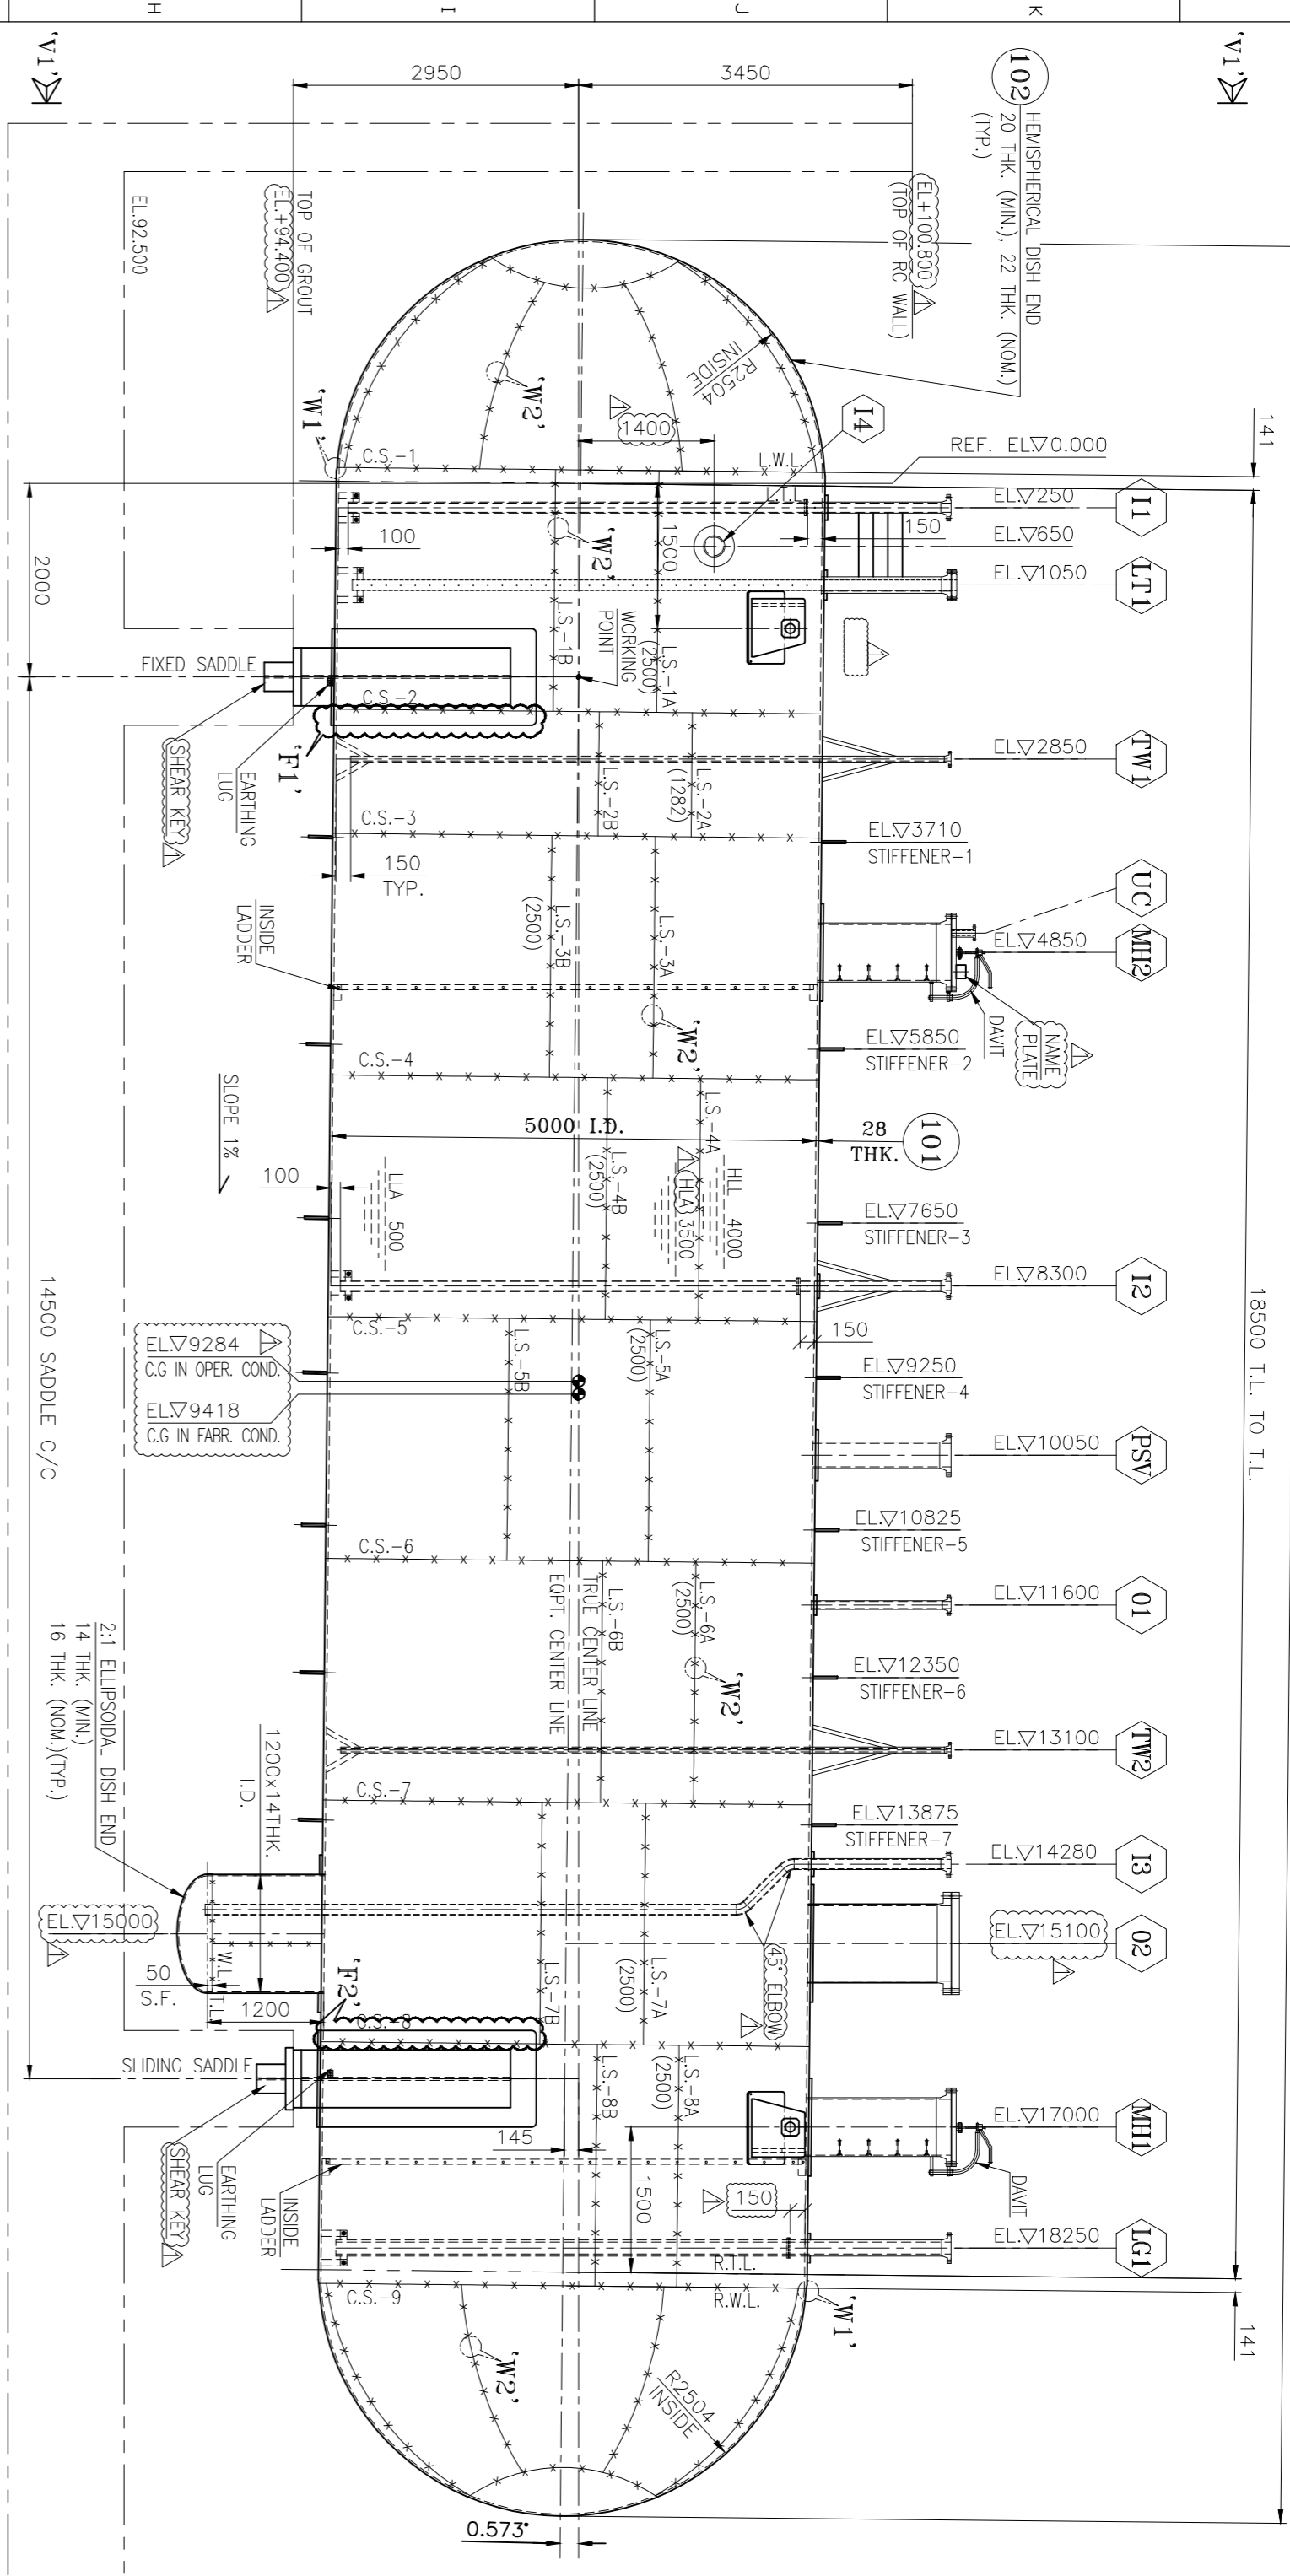 H
I
J
K
'V1'
'V1'
2950
3450
102
HEMISPHERICAL DISH END
20 THK. (MIN.), 22 THK. (NOM.)
(TYP.)
EL+100.800
(TOP OF RC WALL)
TOP OF GROUT
EL.+94.400
EL.92.500
R2504
INSIDE
'W2'
'W1'
1400
I4
141
REF. EL▽0.000
C.S.-1
L.W.L.
L.T.L.
EL▽250
I1
100
150
EL▽650
EL▽1050
LT1
'W2'
1500
2000
L.S.-1B
L.S.-1A
(2500)
WORKING
POINT
FIXED SADDLE
C.S.-2
'F1'
SHEAR KEY
EARTHING
LUG
EL▽2850
TW1
L.S.-2B
L.S.-2A
(1282)
C.S.-3
EL▽3710
STIFFENER-1
150
TYP.
UC
EL▽4850
MH2
INSIDE
LADDER
L.S.-3B
(2500)
L.S.-3A
DAVIT
NAME
PLATE
'W2'
EL▽5850
STIFFENER-2
C.S.-4
SLOPE 1%
5000 I.D.
28
THK.
101
L.S.-4A
L.S.-4B
(2500)
100
LLA 500
HLL 4000
HLA 3500
EL▽7650
STIFFENER-3
EL▽8300
I2
14500 SADDLE C/C
18500 T.L. TO T.L.
C.S.-5
150
EL▽9284
C.G IN OPER. COND.
EL▽9418
C.G IN FABR. COND.
L.S.-5B
L.S.-5A
(2500)
EL▽9250
STIFFENER-4
EL▽10050
PSV
EL▽10825
STIFFENER-5
C.S.-6
TRUE CENTER LINE
EQPT. CENTER LINE
L.S.-6B
L.S.-6A
(2500)
EL▽11600
01
2:1 ELLIPSOIDAL DISH END
14 THK. (MIN.)
16 THK. (NOM.)(TYP.)
'W2'
EL▽12350
STIFFENER-6
1200x14THK.
I.D.
EL▽13100
TW2
C.S.-7
EL▽13875
STIFFENER-7
EL▽14280
I3
EL▽15000
EL▽15100
02
W.L.
T.L.
50
S.F.
1200
'F2'
C.S.-8
L.S.-7B
L.S.-7A
(2500)
45° ELBOW
SLIDING SADDLE
SHEAR KEY
EARTHING
LUG
L.S.-8B
L.S.-8A
(2500)
145
EL▽17000
MH1
DAVIT
INSIDE
LADDER
1500
150
EL▽18250
LG1
R.T.L.
R.W.L.
C.S.-9
'W1'
141
'W2'
R2504
INSIDE
0.573°